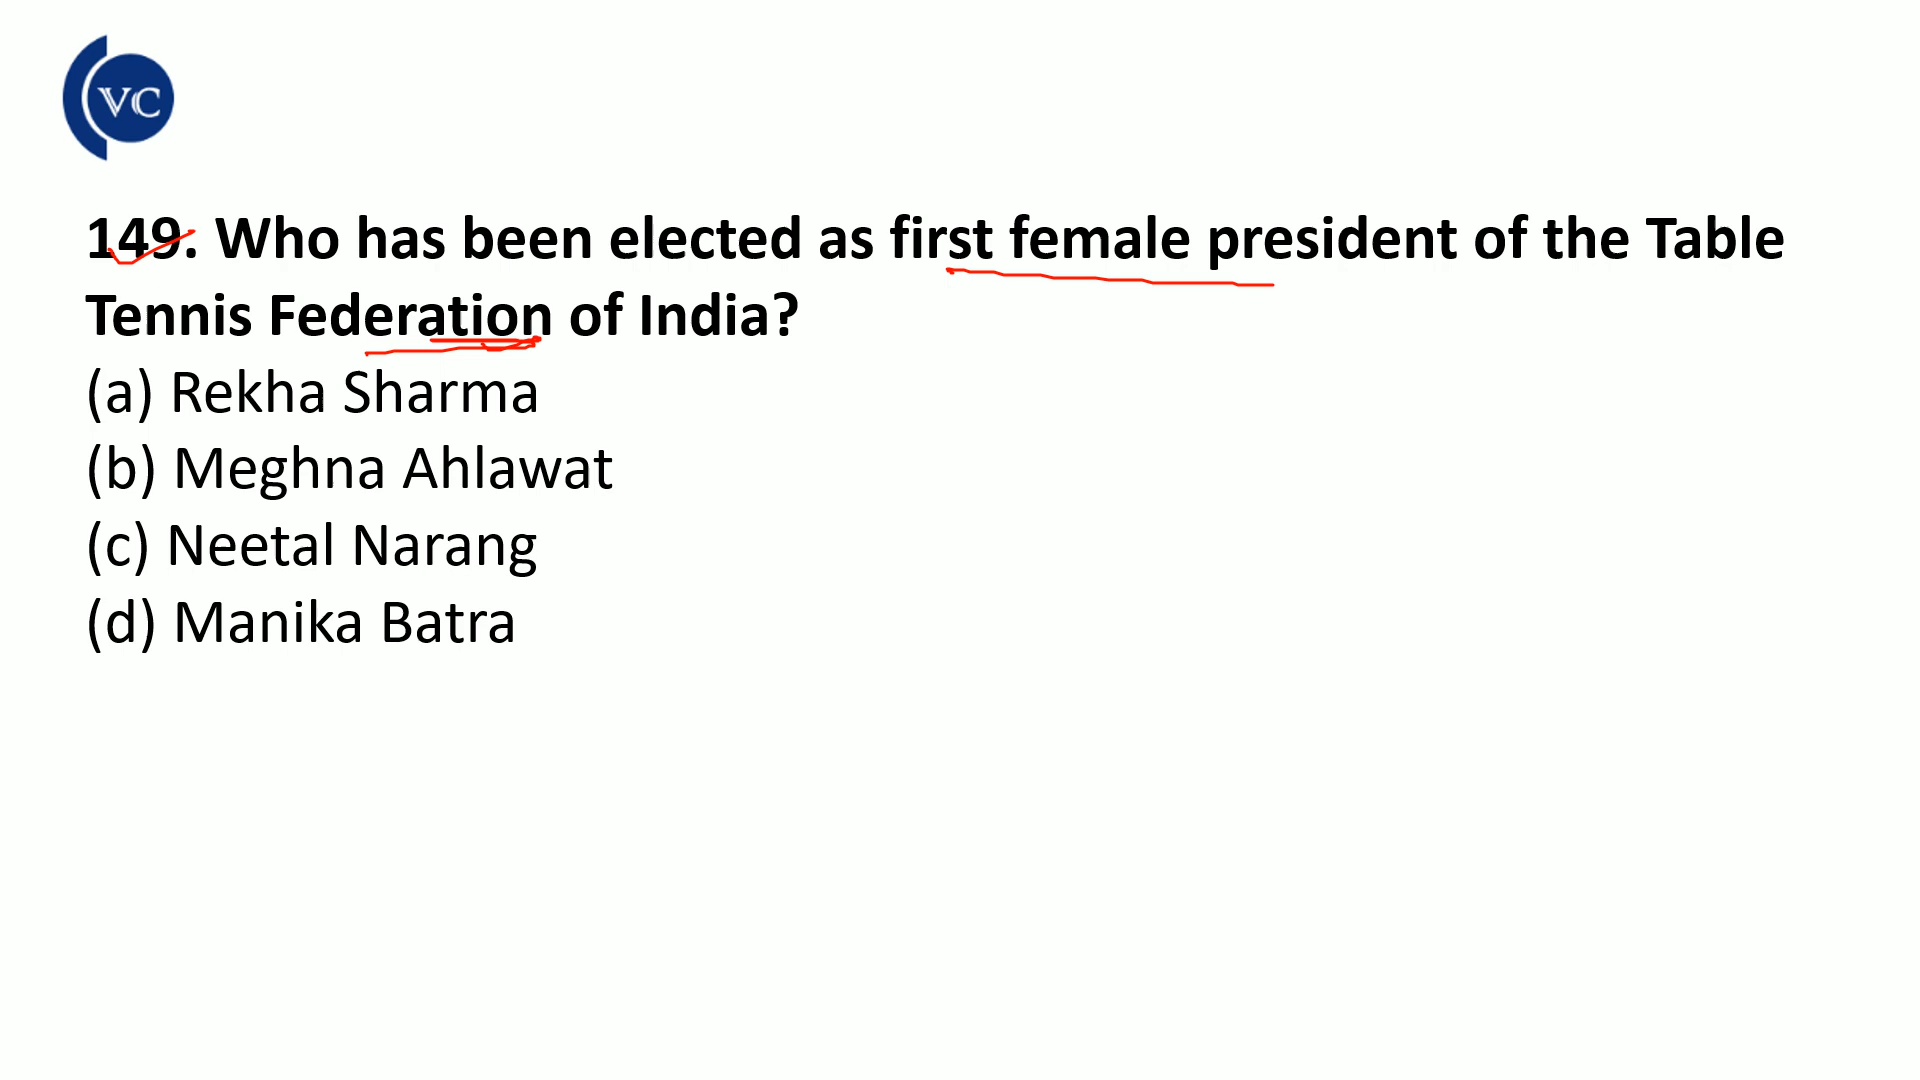 VC
149. Who has been elected as first female president of the Table
Tennis Federation of India?
(a) Rekha Sharma
(b) Meghna Ahlawat
(c) Neetal Narang
(d) Manika Batra